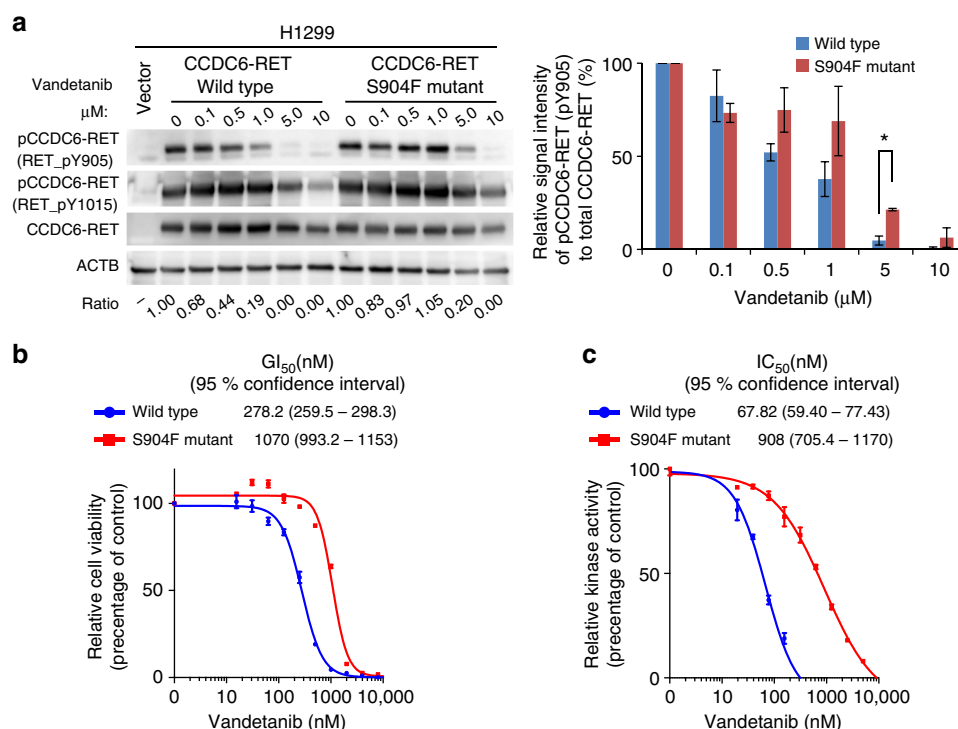 a
H1299
Vandetanib
Vector
CCDC6-RET
Wild type
CCDC6-RET
S904F mutant
μM:
0 0.1 0.5 1.0 5.0 10 0 0.1 0.5 1.0 5.0 10
pCCDC6-RET
(RET_pY905)
pCCDC6-RET
(RET_pY1015)
CCDC6-RET
ACTB
Ratio – 1.00 0.68 0.44 0.19 0.00 0.00 1.00 0.83 0.97 1.05 0.20 0.00
Wild type
S904F mutant
Relative signal intensity
of pCCDC6-RET (pY905)
to total CCDC6-RET (%)
100
50
0
*
0 0.1 0.5 1 5 10
Vandetanib (μM)
b
GI50(nM)
(95 % confidence interval)
Wild type 278.2 (259.5 – 298.3)
S904F mutant 1070 (993.2 – 1153)
Relative cell viability
(precentage of control)
100
50
0
0 10 100 1000 10,000
Vandetanib (nM)
c
IC50(nM)
(95 % confidence interval)
Wild type 67.82 (59.40 – 77.43)
S904F mutant 908 (705.4 – 1170)
Relative kinase activity
(precentage of control)
100
50
0
0 10 100 1000 10,000
Vandetanib (nM)